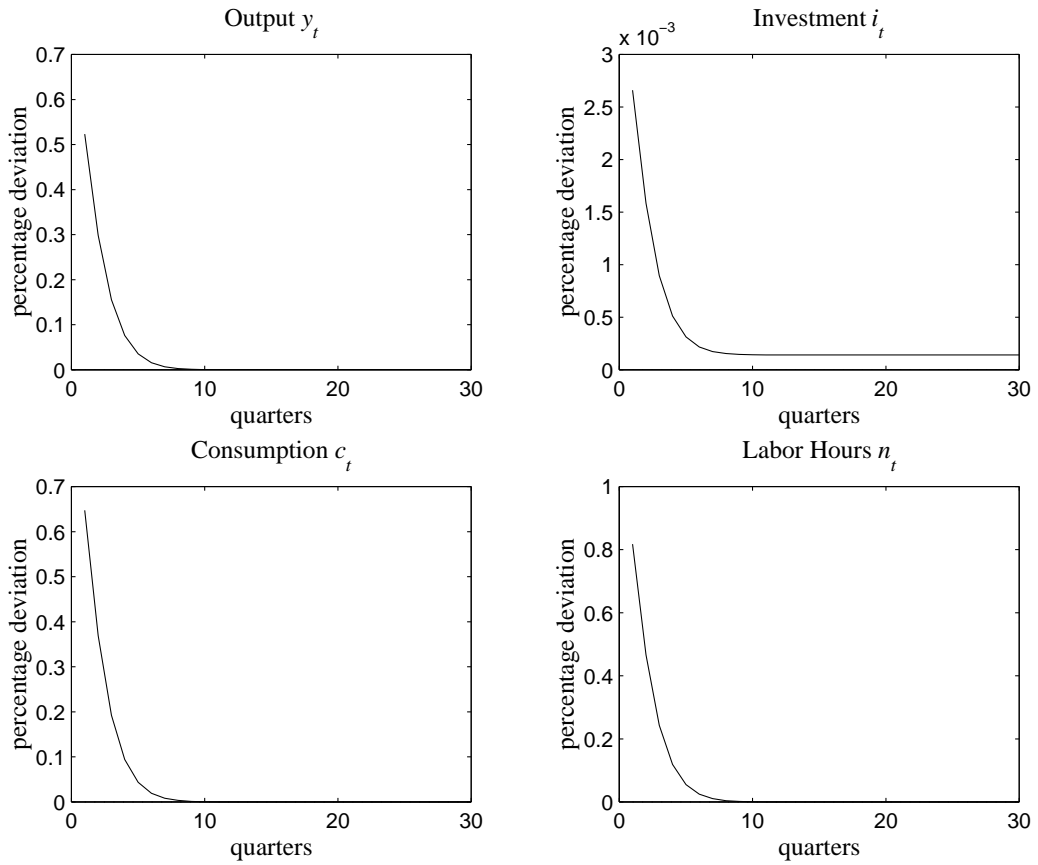 Output y_t
percentage deviation
0.7
0.6
0.5
0.4
0.3
0.2
0.1
0
0 10 20 30
quarters
Investment i_t
x 10^−3
percentage deviation
3
2.5
2
1.5
1
0.5
0
0 10 20 30
quarters
Consumption c_t
percentage deviation
0.7
0.6
0.5
0.4
0.3
0.2
0.1
0
0 10 20 30
quarters
Labor Hours n_t
percentage deviation
1
0.8
0.6
0.4
0.2
0
0 10 20 30
quarters